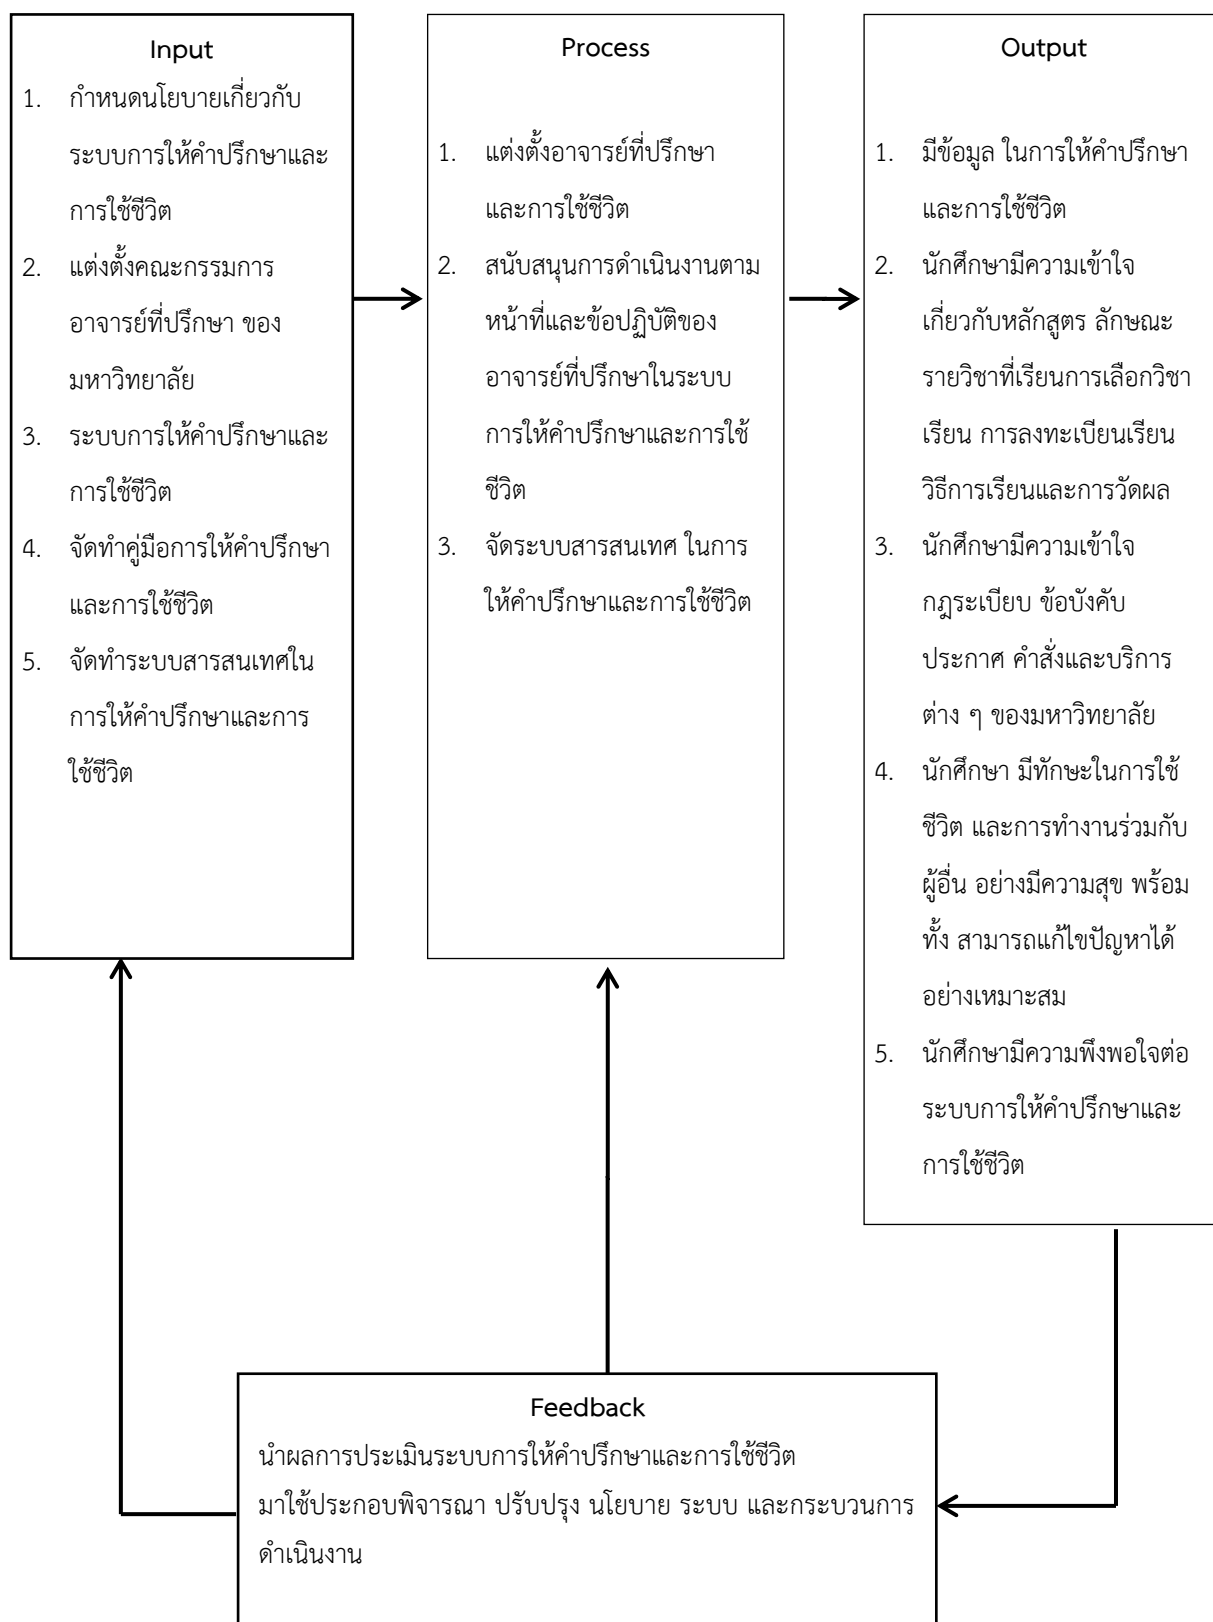 Input
1. กำหนดนโยบายเกี่ยวกับ
ระบบการให้คำปรึกษาและ
การใช้ชีวิต
2. แต่งตั้งคณะกรรมการ
อาจารย์ที่ปรึกษา ของ
มหาวิทยาลัย
3. ระบบการให้คำปรึกษาและ
การใช้ชีวิต
4. จัดทำคู่มือการให้คำปรึกษา
และการใช้ชีวิต
5. จัดทำระบบสารสนเทศใน
การให้คำปรึกษาและการ
ใช้ชีวิต
Process
1. แต่งตั้งอาจารย์ที่ปรึกษา
และการใช้ชีวิต
2. สนับสนุนการดำเนินงานตาม
หน้าที่และข้อปฏิบัติของ
อาจารย์ที่ปรึกษาในระบบ
การให้คำปรึกษาและการใช้
ชีวิต
3. จัดระบบสารสนเทศ ในการ
ให้คำปรึกษาและการใช้ชีวิต
Output
1. มีข้อมูล ในการให้คำปรึกษา
และการใช้ชีวิต
2. นักศึกษามีความเข้าใจ
เกี่ยวกับหลักสูตร ลักษณะ
รายวิชาที่เรียนการเลือกวิชา
เรียน การลงทะเบียนเรียน
วิธีการเรียนและการวัดผล
3. นักศึกษามีความเข้าใจ
กฎระเบียบ ข้อบังคับ
ประกาศ คำสั่งและบริการ
ต่าง ๆ ของมหาวิทยาลัย
4. นักศึกษา มีทักษะในการใช้
ชีวิต และการทำงานร่วมกับ
ผู้อื่น อย่างมีความสุข พร้อม
ทั้ง สามารถแก้ไขปัญหาได้
อย่างเหมาะสม
5. นักศึกษามีความพึงพอใจต่อ
ระบบการให้คำปรึกษาและ
การใช้ชีวิต
Feedback
นำผลการประเมินระบบการให้คำปรึกษาและการใช้ชีวิต
มาใช้ประกอบพิจารณา ปรับปรุง นโยบาย ระบบ และกระบวนการ
ดำเนินงาน